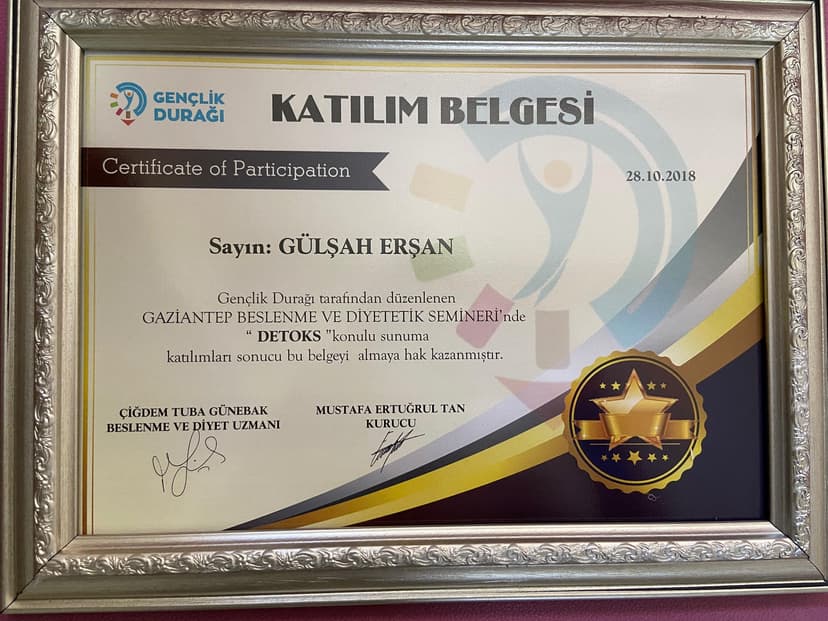 GENÇLİK
DURAĞI
KATILIM BELGESİ
Certificate of Participation
28.10.2018
Sayın: GÜLŞAH ERŞAN
Gençlik Durağı tarafından düzenlenen
GAZİANTEP BESLENME VE DİYETETİK SEMİNERİ'nde
“ DETOKS ”konulu sunuma
katılımları sonucu bu belgeyi almaya hak kazanmıştır.
ÇİĞDEM TUBA GÜNEBAK
BESLENME VE DİYET UZMANI
MUSTAFA ERTUĞRUL TAN
KURUCU